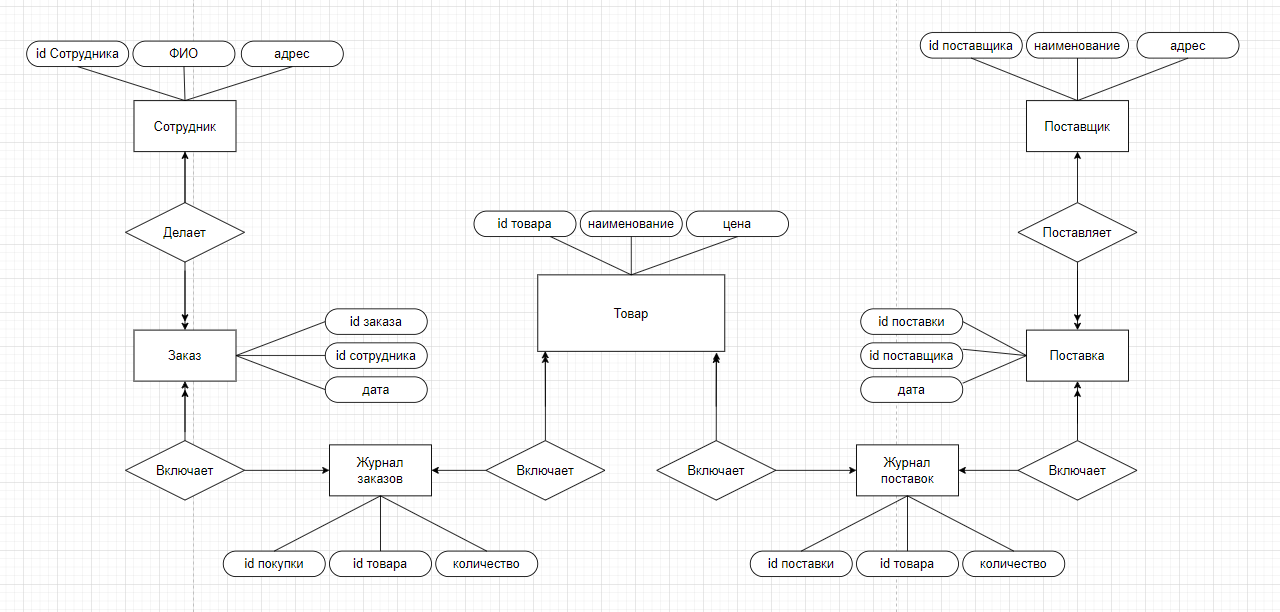 id Сотрудника
ФИО
адрес
id поставщика
наименование
адрес
Сотрудник
Поставщик
Делает
id товара
наименование
цена
Поставляет
Товар
id заказа
id поставки
Заказ
id сотрудника
id поставщика
Поставка
дата
дата
Включает
Журнал
заказов
Включает
Включает
Журнал
поставок
Включает
id покупки
id товара
количество
id поставки
id товара
количество